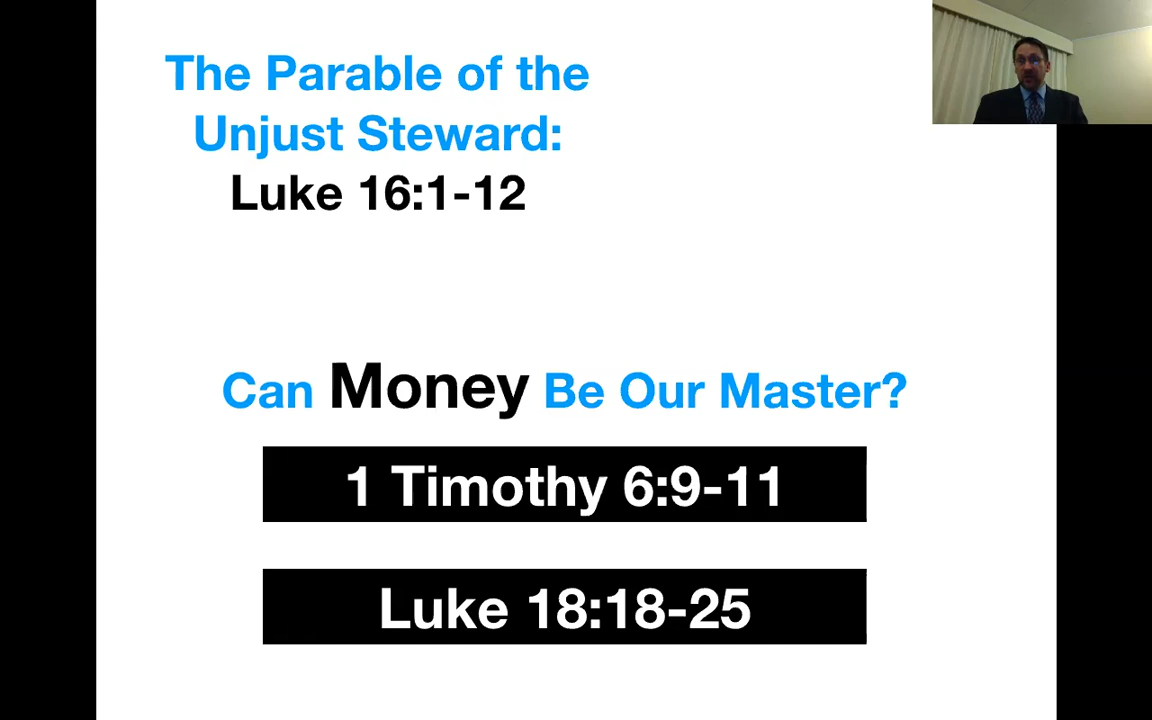 The Parable of the
Unjust Steward:
Luke 16:1-12
Can Money Be Our Master?
1 Timothy 6:9-11
Luke 18:18-25